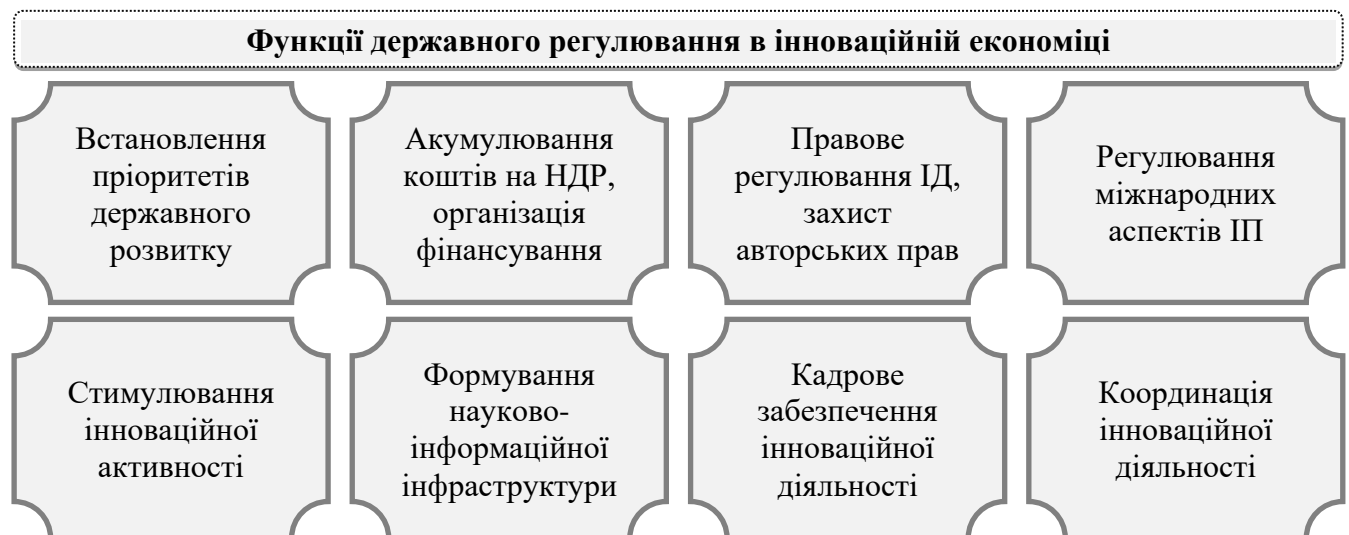 Функції державного регулювання в інноваційній економіці
Встановлення
пріоритетів
державного
розвитку
Акумулювання
коштів на НДР,
організація
фінансування
Правове
регулювання ІД,
захист
авторських прав
Регулювання
міжнародних
аспектів ІП
Стимулювання
інноваційної
активності
Формування
науково-
інформаційної
інфраструктури
Кадрове
забезпечення
інноваційної
діяльності
Координація
інноваційної
діяльності